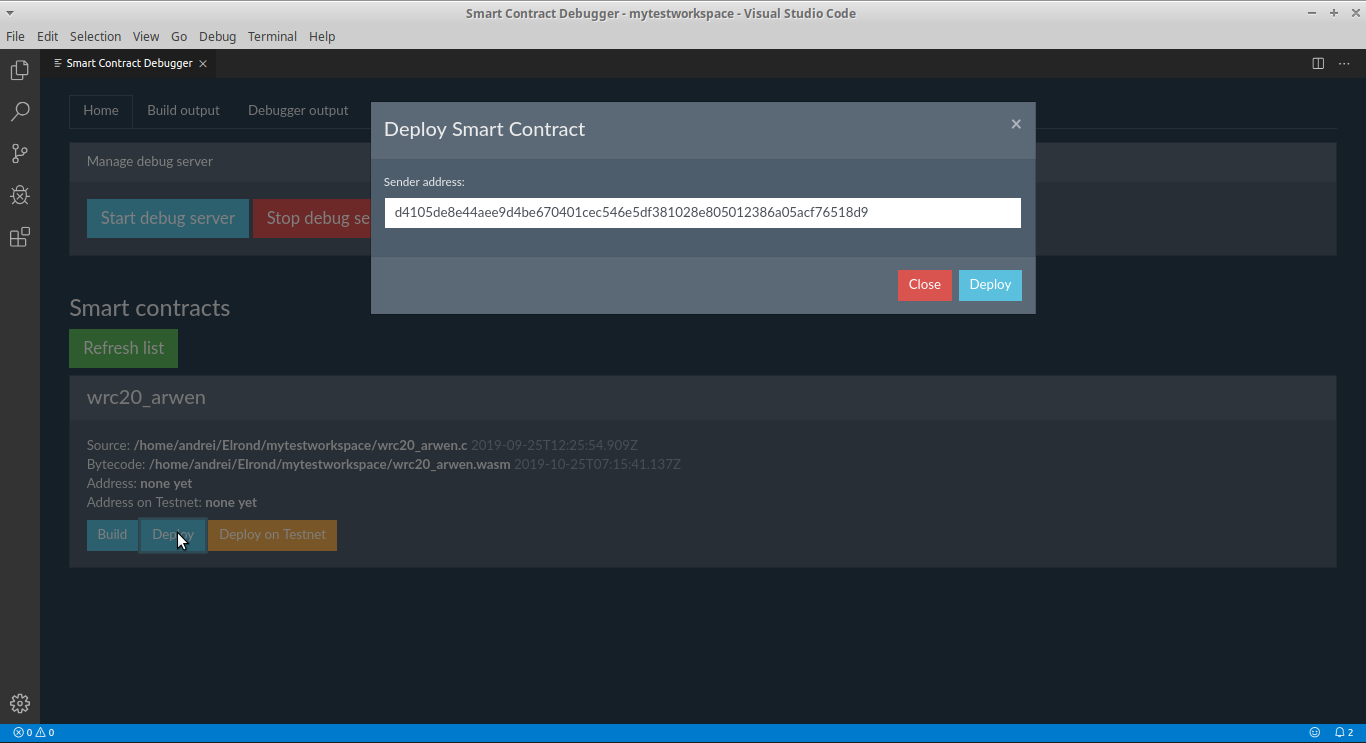 Smart Contract Debugger - mytestworkspace - Visual Studio Code
File Edit Selection View Go Debug Terminal Help
Smart Contract Debugger
Home Build output Debugger output
Deploy Smart Contract
Manage debug server
Sender address:
d4105de8e44aee9d4be670401cec546e5df381028e805012386a05acf76518d9
Start debug server Stop debug se
Close Deploy
Smart contracts
Refresh list
wrc20_arwen
Source: /home/andrei/Elrond/mytestworkspace/wrc20_arwen.c 2019-09-25T12:25:54.909Z
Bytecode: /home/andrei/Elrond/mytestworkspace/wrc20_arwen.wasm 2019-10-25T07:15:41.137Z
Address: none yet
Address on Testnet: none yet
Build Deploy Deploy on Testnet
0 0 2